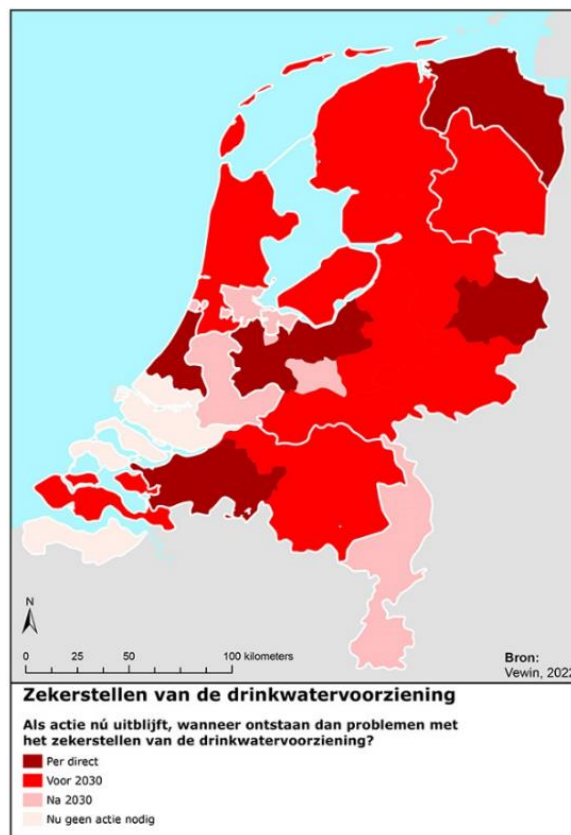 N
0 25 50 100 kilometers
Bron:
Vewin, 2022
Zekerstellen van de drinkwatervoorziening
Als actie nú uitblijft, wanneer ontstaan dan problemen met
het zekerstellen van de drinkwatervoorziening?
Per direct
Voor 2030
Na 2030
Nu geen actie nodig